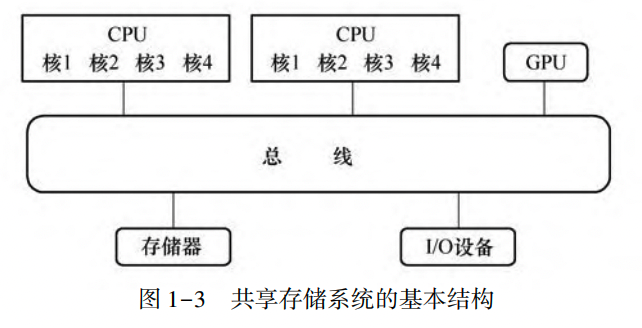 CPU
核1 核2 核3 核4
CPU
核1 核2 核3 核4
GPU
总 线
存储器
I/O设备
图 1-3 共享存储系统的基本结构